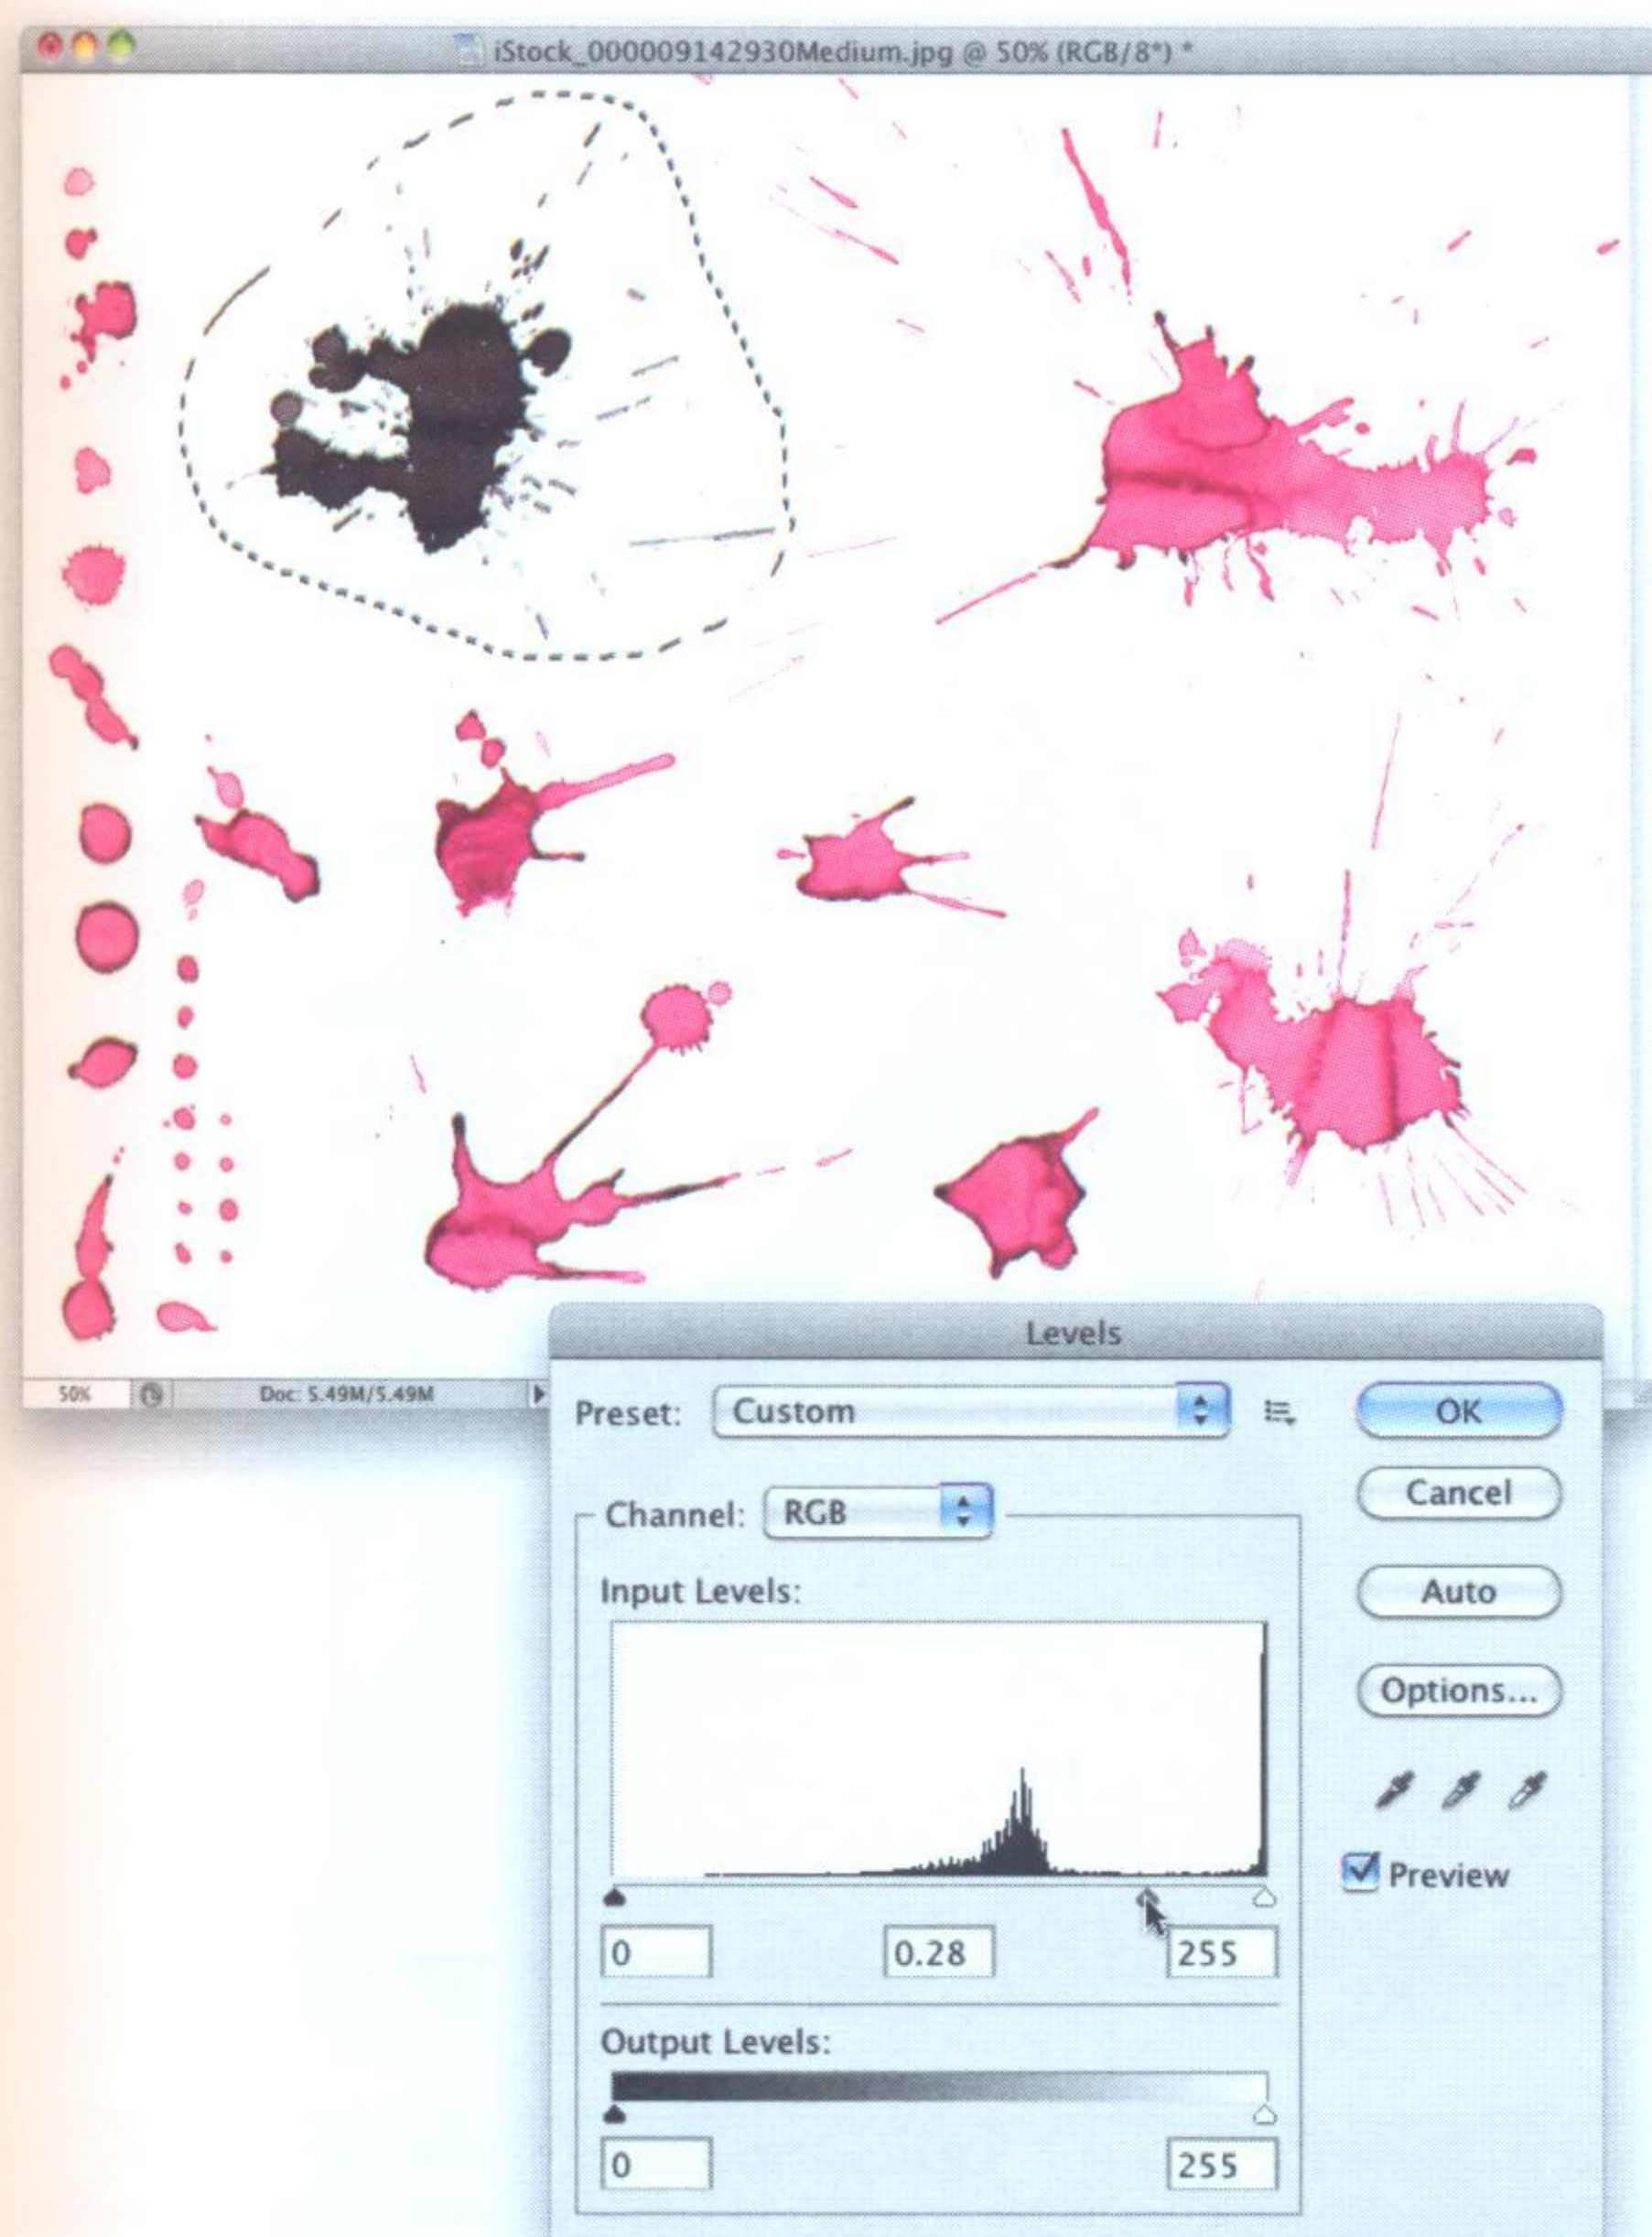 iStock_000009142930Medium.jpg @ 50% (RGB/8*) *
50%
Doc: 5.49M/5.49M
Levels
Preset: Custom
OK
Cancel
Channel: RGB
Auto
Input Levels:
Options...
Preview
0 0.28 255
Output Levels:
0 255